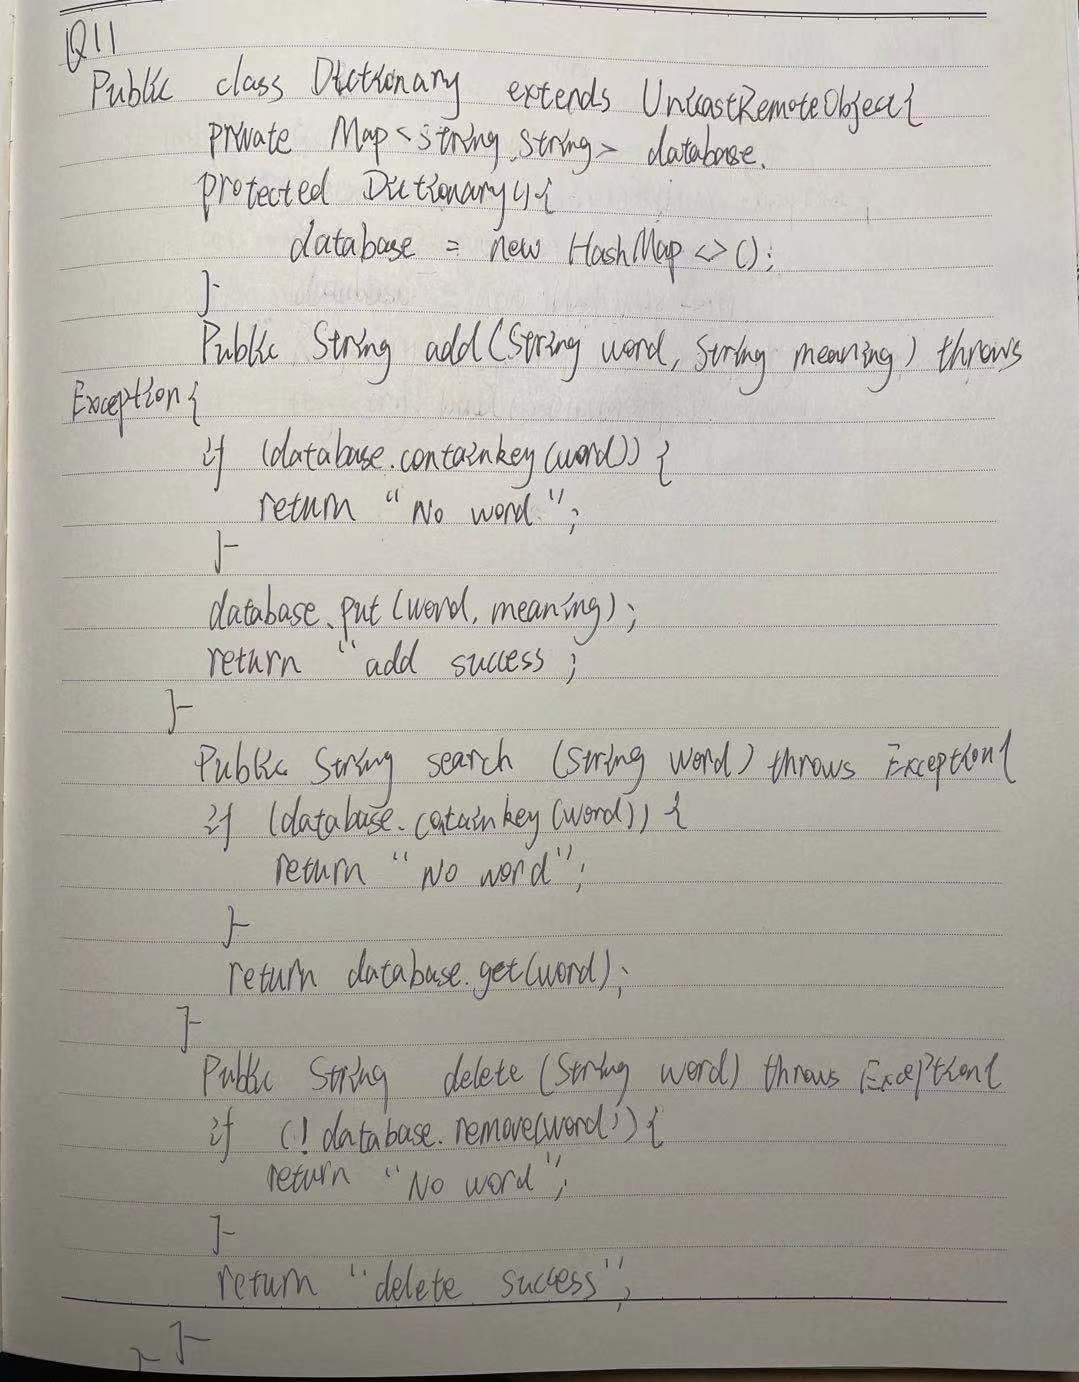 Q11
Public class Dictionary extends UnicastRemoteObject{
private Map<string, String> database.
protected Dictionary(){
database = new HashMap <>();
}
Public String add(String word, String meaning) throws
Exception{
if (database.containkey(word)) {
return "No word";
}
database.put(word, meaning);
return "add success ;
}
Public String search (String word) throws Exception{
if (database.catainkey(word)) {
return "No word";
}
return database.get(word);
}
Public String delete (String word) throws Exception{
if (! database.remove(word)) {
return "No word";
}
return "delete success";
}
}